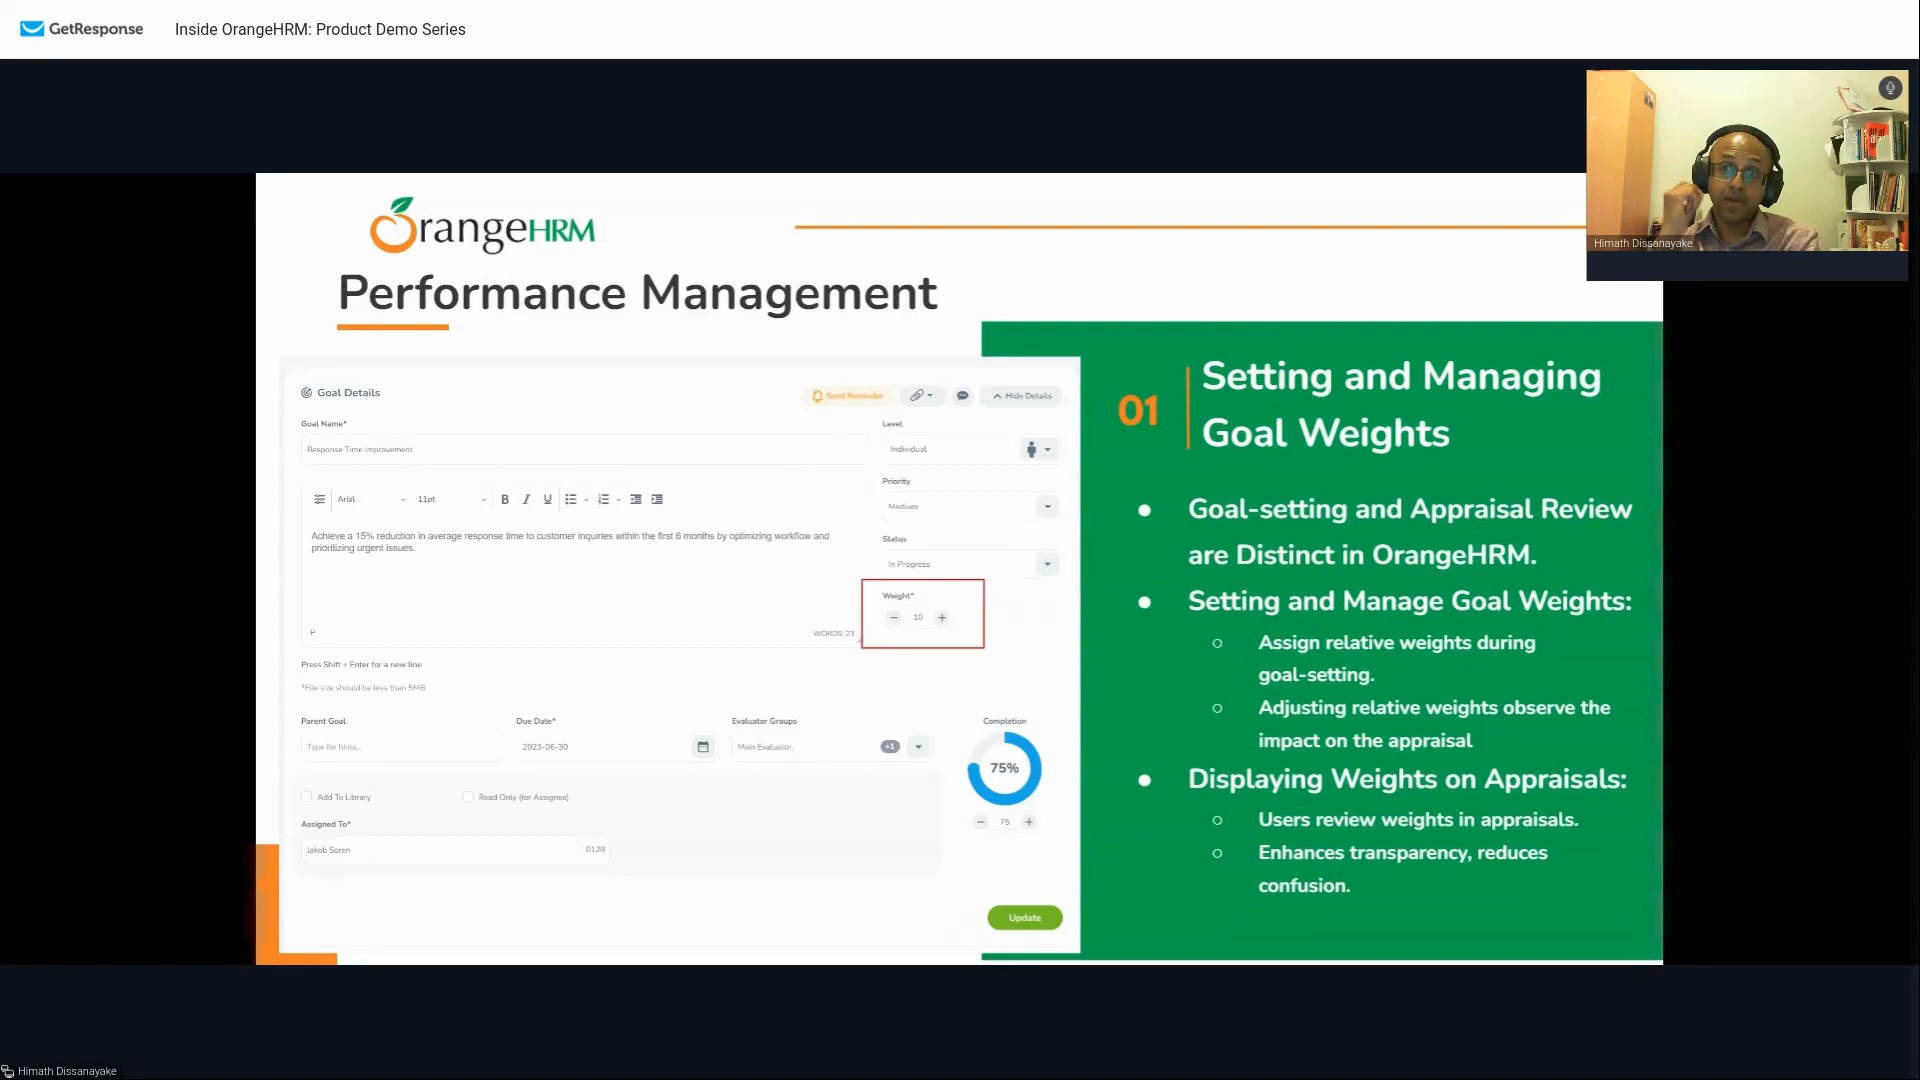 GetResponse
Inside OrangeHRM: Product Demo Series
Himath Dissanayake
OrangeHRM
Performance Management
Goal Details
Send Reminder
Hide Details
Goal Name*
Response Time Improvement
Level
Individual
Priority
Medium
Status
In Progress
Weight*
10
Arial
11pt
B I U
Achieve a 15% reduction in average response time to customer inquiries within the first 6 months by optimizing workflow and
prioritizing urgent issues.
P
WORDS: 23
Press Shift + Enter for a new line
*File size should be less than 5MB
Parent Goal
Type for hints...
Due Date*
2023-06-30
Evaluator Groups
Main Evaluator,
+1
Completion
75%
75
Add To Library
Read Only (for Assignee)
Assigned To*
Jakob Soren
0128
Update
01
Setting and Managing
Goal Weights
● Goal-setting and Appraisal Review
are Distinct in OrangeHRM.
● Setting and Manage Goal Weights:
○ Assign relative weights during
goal-setting.
○ Adjusting relative weights observe the
impact on the appraisal
● Displaying Weights on Appraisals:
○ Users review weights in appraisals.
○ Enhances transparency, reduces
confusion.
Himath Dissanayake